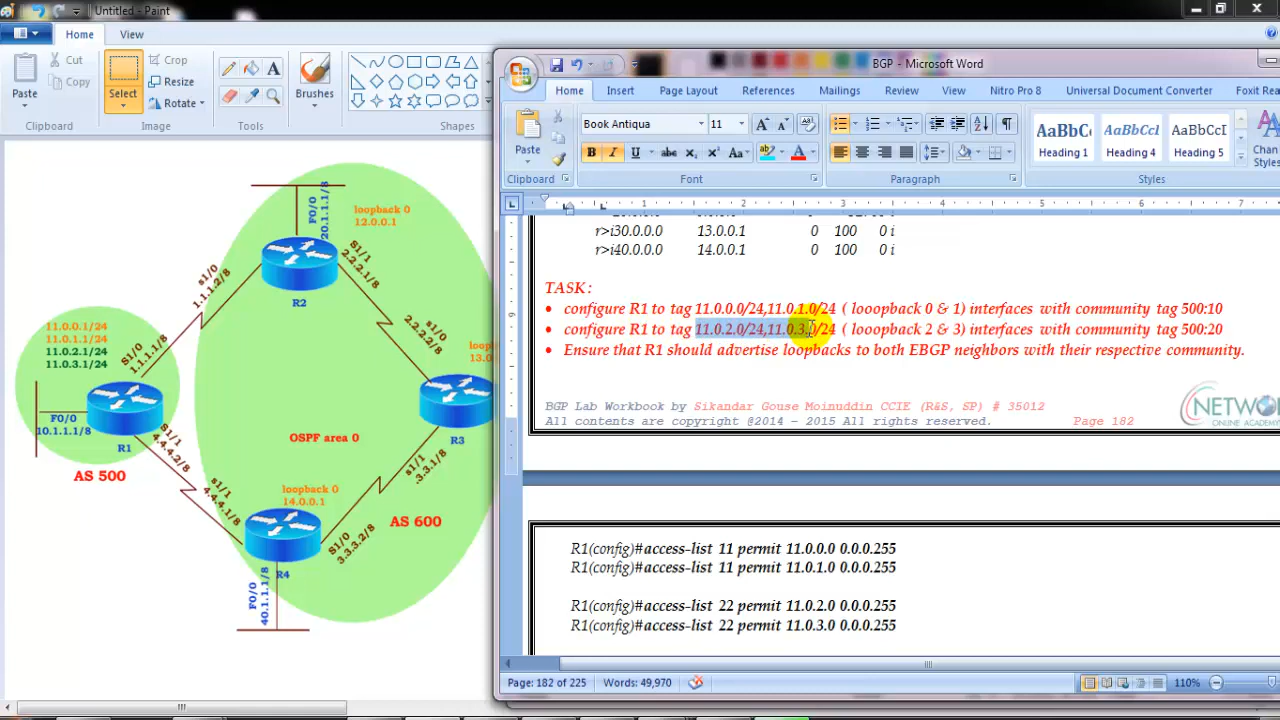 Untitled - Paint
Home
View
Paste
Cut
Copy
Clipboard
Select
Crop
Resize
Rotate
Image
Tools
Brushes
Shapes
F0/0
20.1.1.1/8
loopback 0
12.0.0.1
R2
S1/1
2.2.2.1/8
s1/0
1.1.1.2/8
11.0.0.1/24
11.0.1.1/24
11.0.2.1/24
11.0.3.1/24
S1/0
1.1.1.1/8
F0/0
10.1.1.1/8
R1
AS 500
S1/1
4.4.4.2/8
s1/1
4.4.4.1/8
s1/0
2.2.2.2/8
13.0
R3
OSPF area 0
s1/1
.3.3.1/8
AS 600
loopback 0
14.0.0.1
S1/0
3.3.3.2/8
R4
F0/0
40.1.1.1/8
BGP - Microsoft Word
Home
Insert
Page Layout
References
Mailings
Review
View
Nitro Pro 8
Universal Document Converter
Foxit Rea
Paste
Clipboard
Book Antiqua
11
Font
Paragraph
AaBbC
Heading 1
AaBbCcI
Heading 4
AaBbCcI
Heading 5
Chan
Styles
Styles
r>i30.0.0.0 13.0.0.1 0 100 0 i
r>i40.0.0.0 14.0.0.1 0 100 0 i
TASK:
• configure R1 to tag 11.0.0.0/24,11.0.1.0/24 ( looopback 0 & 1) interfaces with community tag 500:10
• configure R1 to tag 11.0.2.0/24,11.0.3.0/24 ( looopback 2 & 3) interfaces with community tag 500:20
• Ensure that R1 should advertise loopbacks to both EBGP neighbors with their respective community.
BGP Lab Workbook by Sikandar Gouse Moinuddin CCIE (R&S, SP) # 35012
All contents are copyright @2014 - 2015 All rights reserved. Page 182
NETWO
ONLINE ACADEMY
R1(config)#access-list 11 permit 11.0.0.0 0.0.0.255
R1(config)#access-list 11 permit 11.0.1.0 0.0.0.255
R1(config)#access-list 22 permit 11.0.2.0 0.0.0.255
R1(config)#access-list 22 permit 11.0.3.0 0.0.0.255
Page: 182 of 225
Words: 49,970
110%